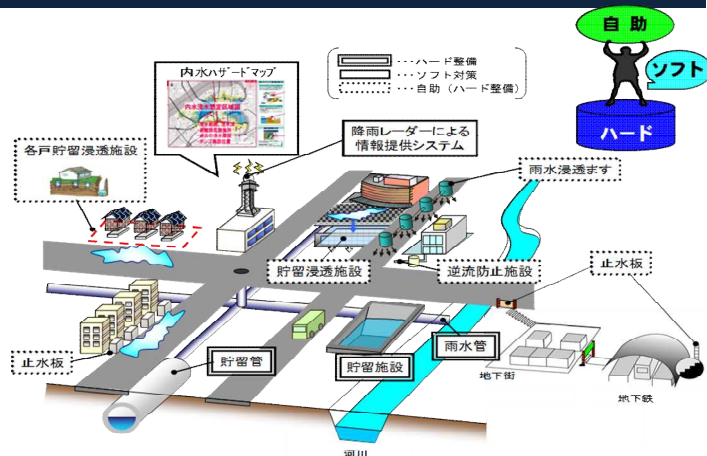 自助
ソフト
ハード
内水ハザードマップ
・・・ハード整備
・・・ソフト対策
・・・自助（ハード整備）
降雨レーダーによる
情報提供システム
各戸貯留浸透施設
雨水浸透ます
貯留浸透施設
逆流防止施設
止水板
止水板
貯留管
貯留施設
雨水管
地下街
地下鉄
河川